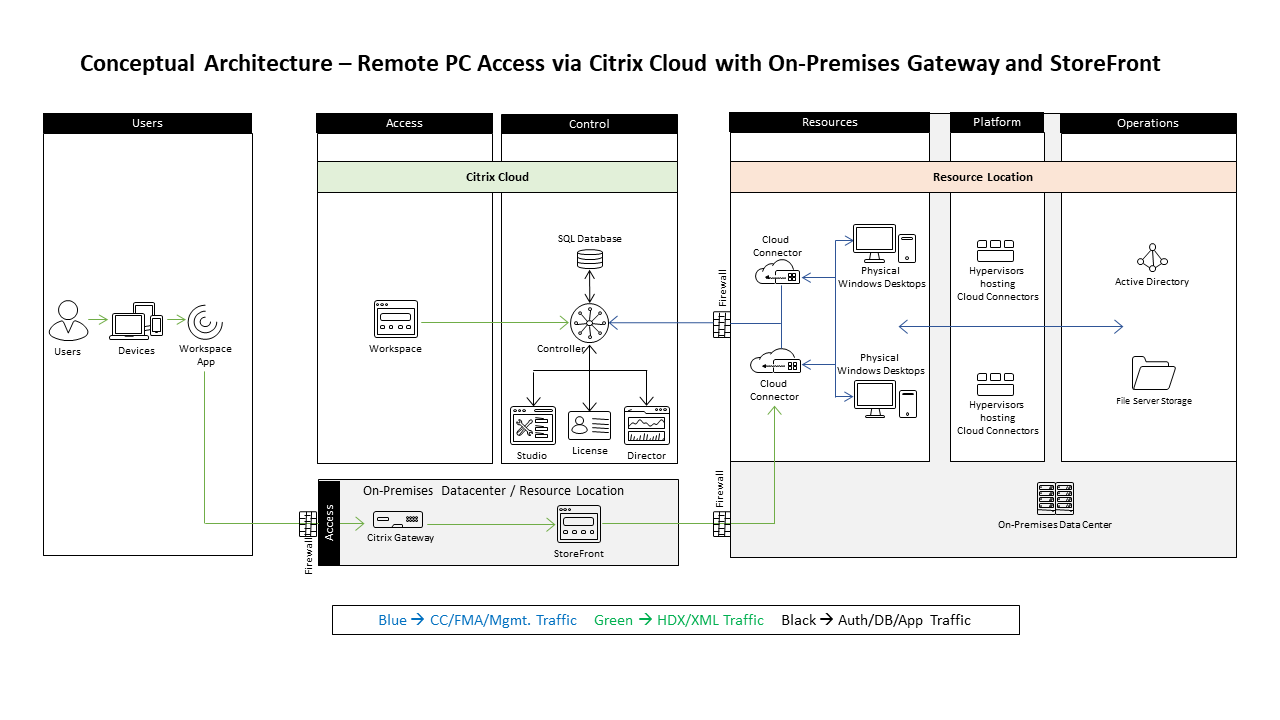 Conceptual Architecture – Remote PC Access via Citrix Cloud with On-Premises Gateway and StoreFront
Users
Users
Devices
Workspace
App
Access
Control
Citrix Cloud
Workspace
SQL Database
Controller
Studio
License
Director
Firewall
Access
On-Premises Datacenter / Resource Location
Citrix Gateway
StoreFront
Firewall
Firewall
Resources
Platform
Operations
Resource Location
Cloud
Connector
Physical
Windows Desktops
Cloud
Connector
Physical
Windows Desktops
Hypervisors
hosting
Cloud Connectors
Hypervisors
hosting
Cloud Connectors
Active Directory
File Server Storage
On-Premises Data Center
Blue → CC/FMA/Mgmt. Traffic Green → HDX/XML Traffic Black → Auth/DB/App Traffic